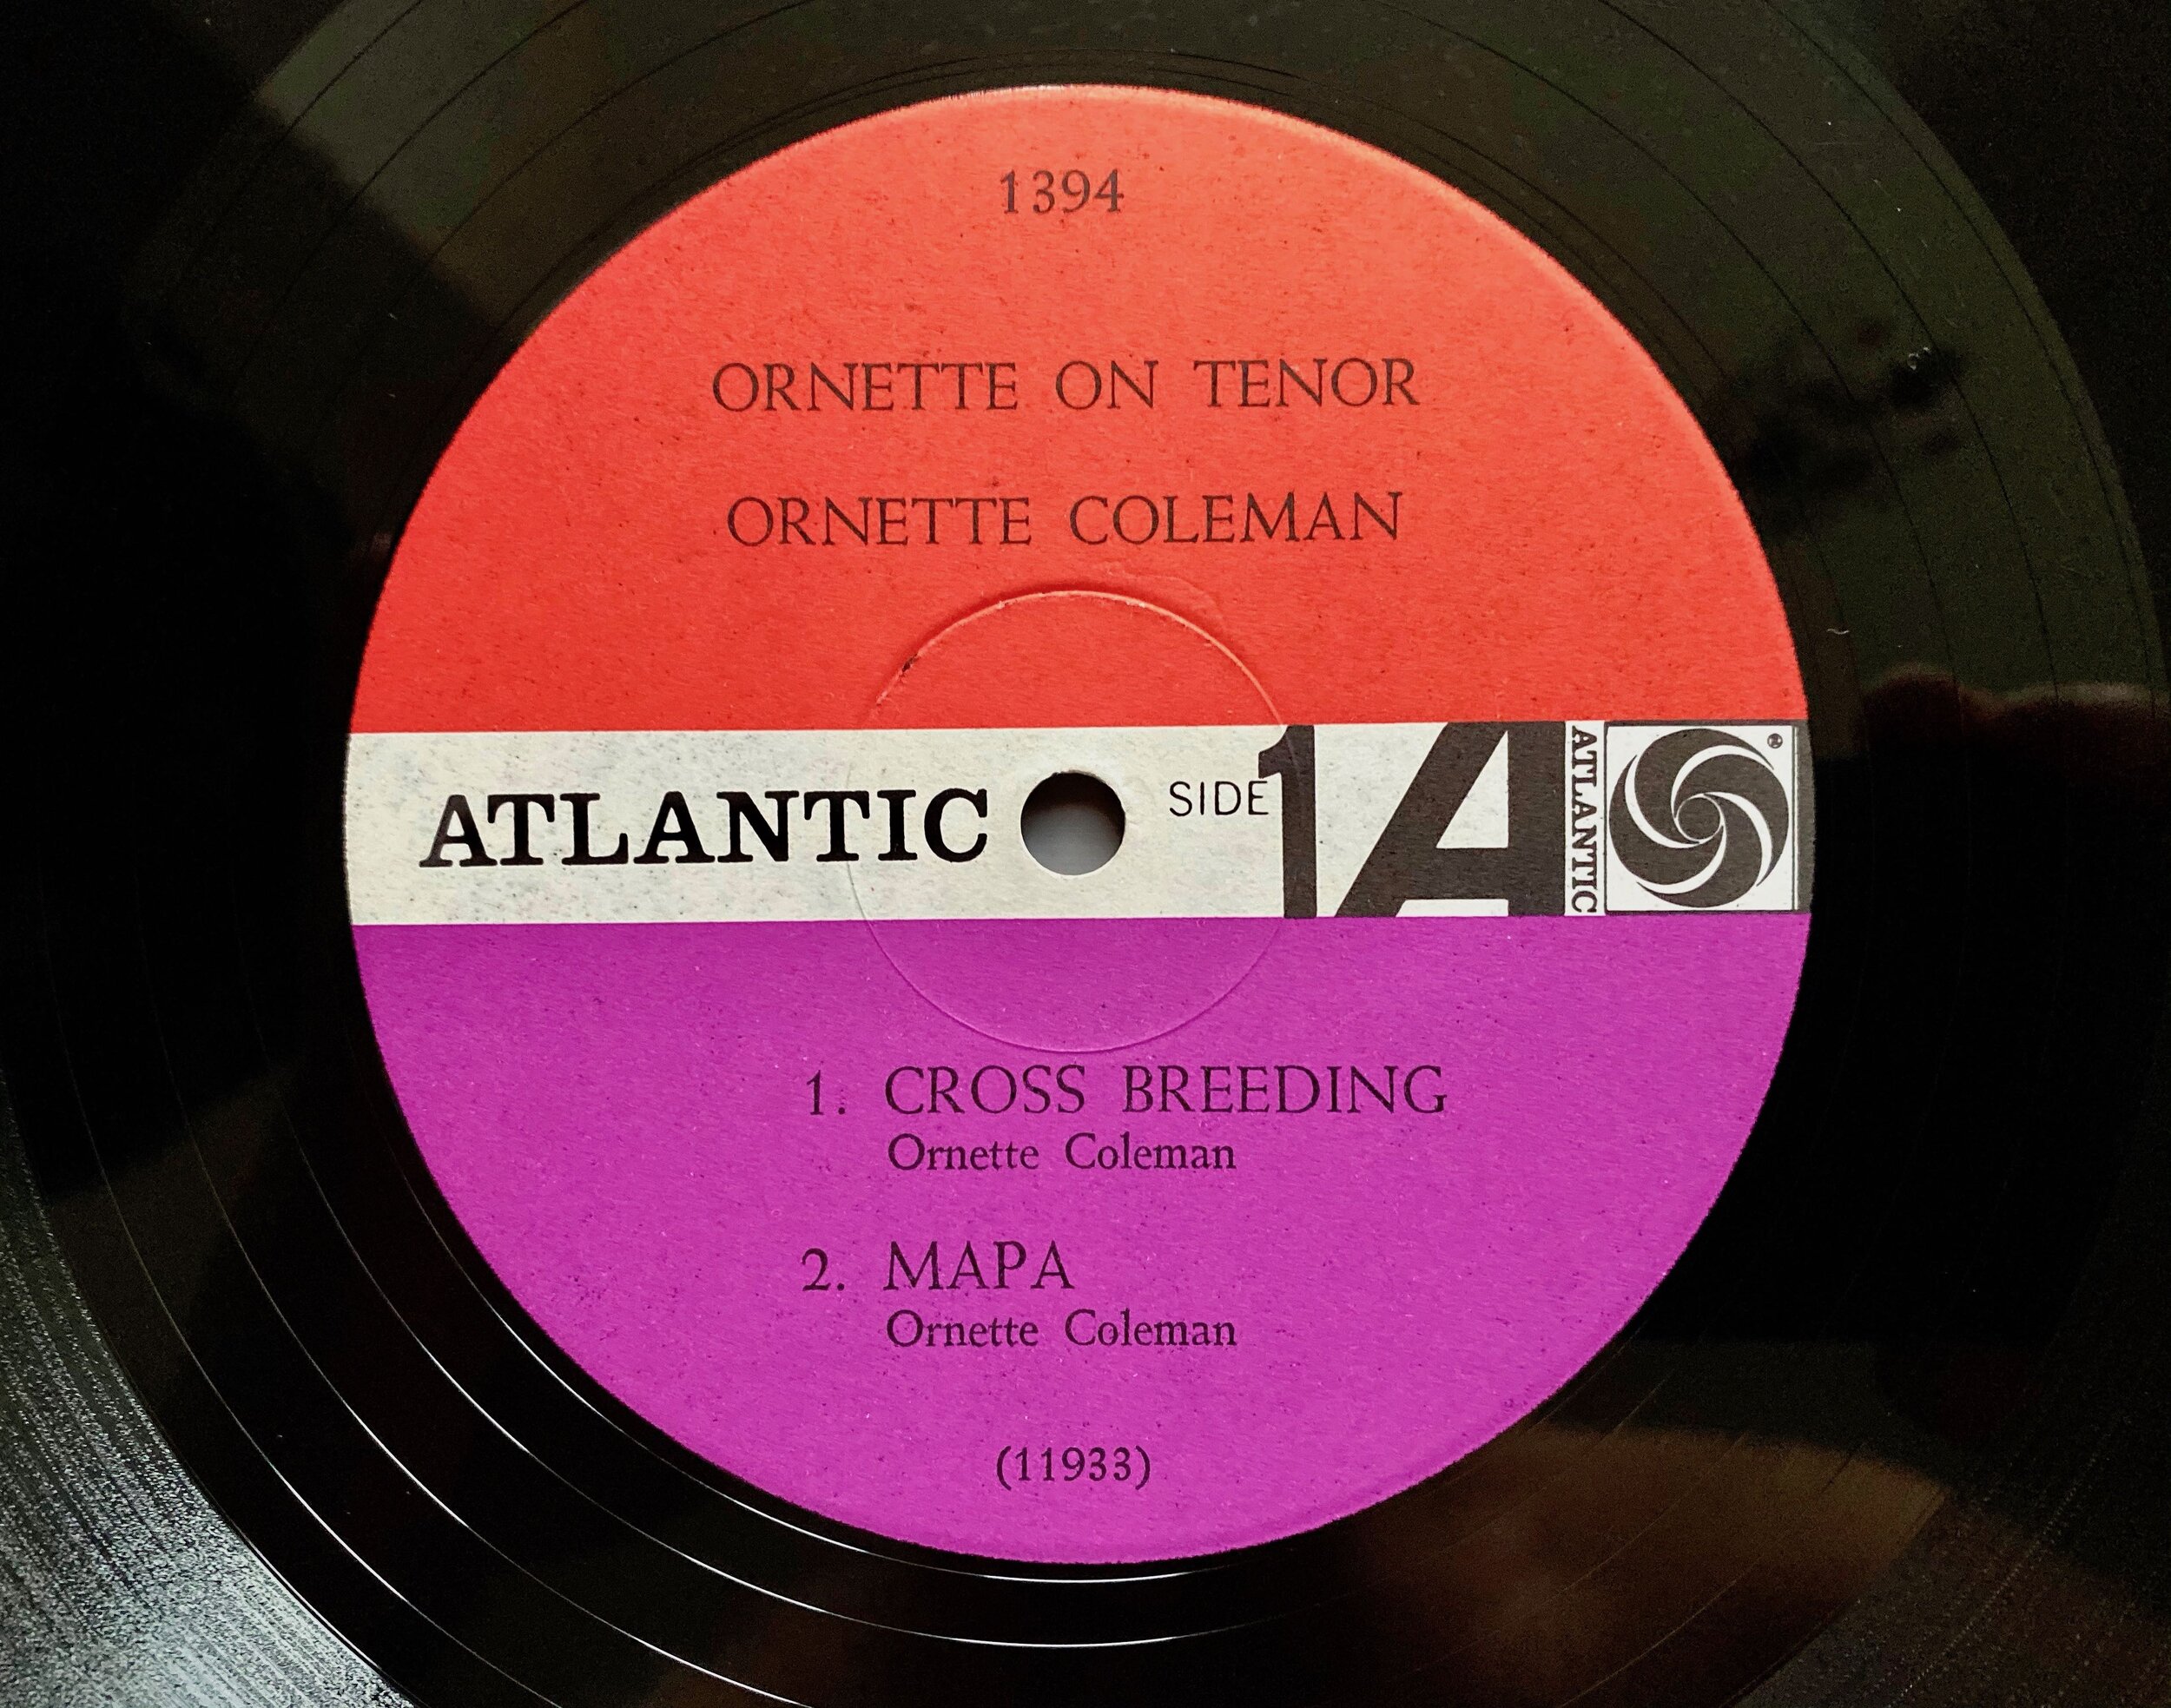 1394
ORNETTE ON TENOR
ORNETTE COLEMAN
ATLANTIC SIDE 1 A ATLANTIC ®
1. CROSS BREEDING
Ornette Coleman
2. MAPA
Ornette Coleman
(11933)